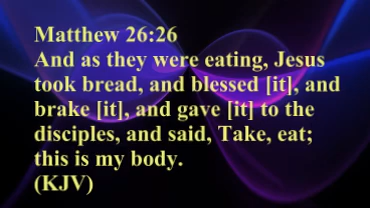 Matthew 26:26
And as they were eating, Jesus
took bread, and blessed [it], and
brake [it], and gave [it] to the
disciples, and said, Take, eat;
this is my body.
(KJV)